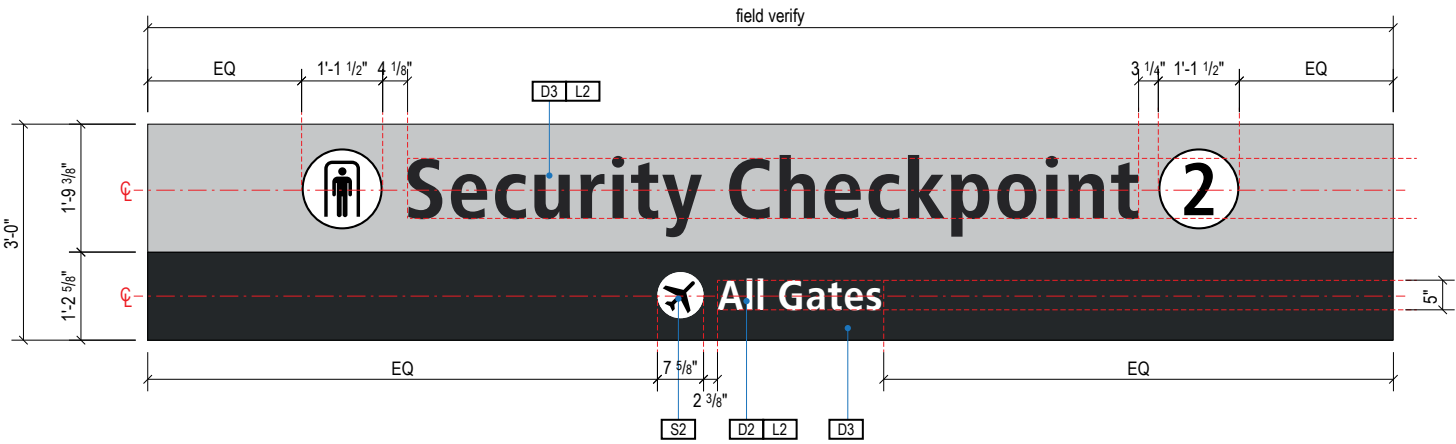 field verify
EQ 1'-1 1/2" 4 1/8" 3 1/4" 1'-1 1/2" EQ
D3 L2
3'-0"
1'-9 3/8"
CL
Security Checkpoint 2
1'-2 5/8"
CL
All Gates
5"
EQ 7 5/8" EQ
2 3/8"
S2 D2 L2 D3